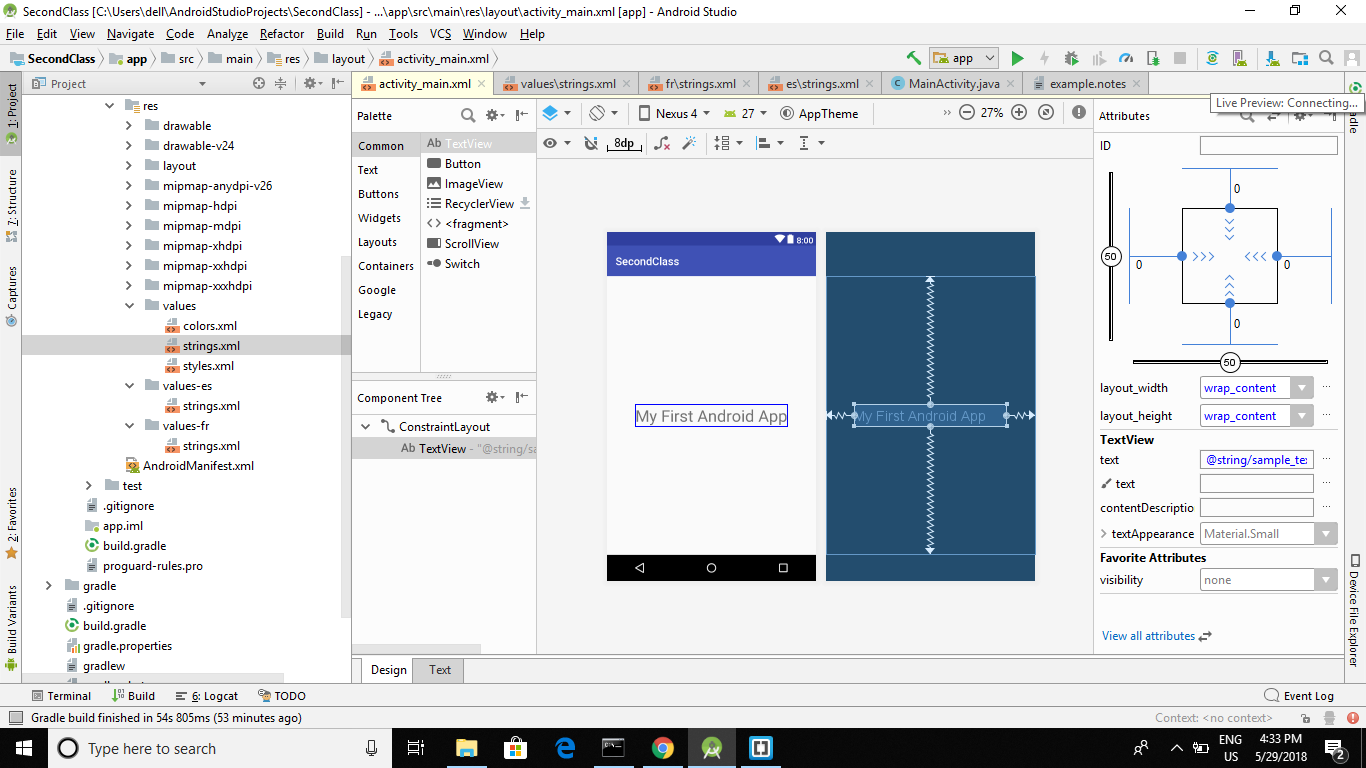 SecondClass [C:\Users\dell\AndroidStudioProjects\SecondClass] - ...\app\src\main\res\layout\activity_main.xml [app] - Android Studio
File Edit View Navigate Code Analyze Refactor Build Run Tools VCS Window Help
SecondClass app src main res layout activity_main.xml app
Project activity_main.xml values\strings.xml fr\strings.xml es\strings.xml MainActivity.java example.notes
Live Preview: Connecting...
1: Project
7: Structure
Captures
2: Favorites
Build Variants
res
drawable
drawable-v24
layout
mipmap-anydpi-v26
mipmap-hdpi
mipmap-mdpi
mipmap-xhdpi
mipmap-xxhdpi
mipmap-xxxhdpi
values
colors.xml
strings.xml
styles.xml
values-es
strings.xml
values-fr
strings.xml
AndroidManifest.xml
test
.gitignore
app.iml
build.gradle
proguard-rules.pro
gradle
.gitignore
build.gradle
gradle.properties
gradlew
Palette
Common
Text
Buttons
Widgets
Layouts
Containers
Google
Legacy
Ab TextView
Button
ImageView
RecyclerView
<fragment>
ScrollView
Switch
Component Tree
ConstraintLayout
Ab TextView - "@string/sa
Nexus 4 27 AppTheme 27%
8dp
8:00
SecondClass
My First Android App
My First Android App
Attributes
ID
0
50
0 0
0
50
layout_width wrap_content
layout_height wrap_content
TextView
text @string/sample_te:
text
contentDescriptio
textAppearance Material.Small
Favorite Attributes
visibility none
View all attributes
Device File Explorer
Design Text
Terminal Build 6: Logcat TODO Event Log
Gradle build finished in 54s 805ms (53 minutes ago) Context: <no context>
Type here to search
ENG
US
4:33 PM
5/29/2018
2